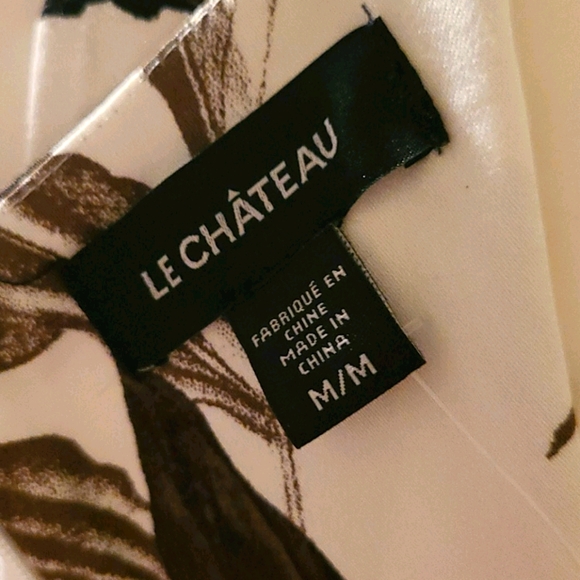 LE CHÂTEAU
FABRIQUÉ EN
CHINE
MADE IN
CHINA
M/M